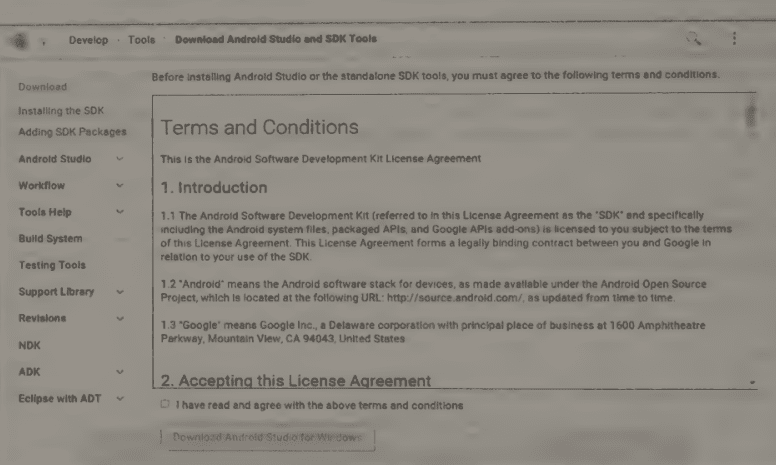 Develop Tools Download Android Studio and SDK Tools
Download
Installing the SDK
Adding SDK Packages
Android Studio
Workflow
Tools Help
Build System
Testing Tools
Support Library
Revisions
NDK
ADK
Eclipse with ADT
Before installing Android Studio or the standalone SDK tools, you must agree to the following terms and conditions.
Terms and Conditions
This is the Android Software Development Kit License Agreement
1. Introduction
1.1 The Android Software Development Kit (referred to in this License Agreement as the "SDK" and specifically
including the Android system files, packaged APIs, and Google APIs add-ons) is licensed to you subject to the terms
of this License Agreement. This License Agreement forms a legally binding contract between you and Google in
relation to your use of the SDK.
1.2 "Android" means the Android software stack for devices, as made available under the Android Open Source
Project, which is located at the following URL: http://source.android.com/, as updated from time to time.
1.3 "Google" means Google Inc., a Delaware corporation with principal place of business at 1600 Amphitheatre
Parkway, Mountain View, CA 94043, United States
2. Accepting this License Agreement
I have read and agree with the above terms and conditions
Download Android Studio for Windows